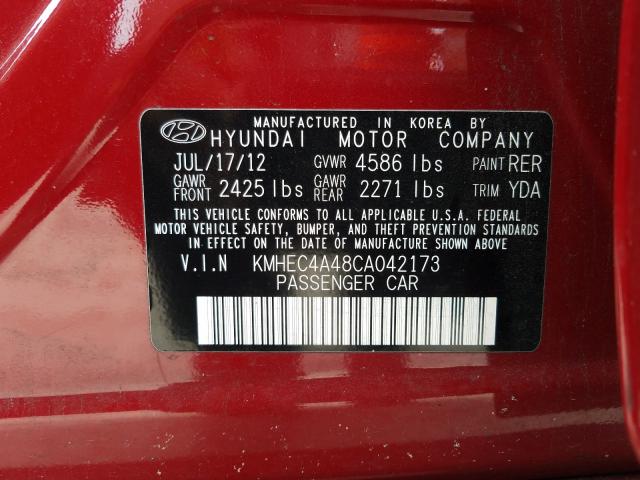 MANUFACTURED IN KOREA BY
HYUNDAI MOTOR COMPANY
JUL/17/12 GVWR 4586 lbs PAINT RER
GAWR FRONT 2425 lbs GAWR REAR 2271 lbs TRIM YDA
THIS VEHICLE CONFORMS TO ALL APPLICABLE U.S.A. FEDERAL
MOTOR VEHICLE SAFETY, BUMPER, AND THEFT PREVENTION STANDARDS
IN EFFECT ON THE DATE OF MANUFACTURE SHOWN ABOVE
V.I.N KMHEC4A48CA042173
PASSENGER CAR